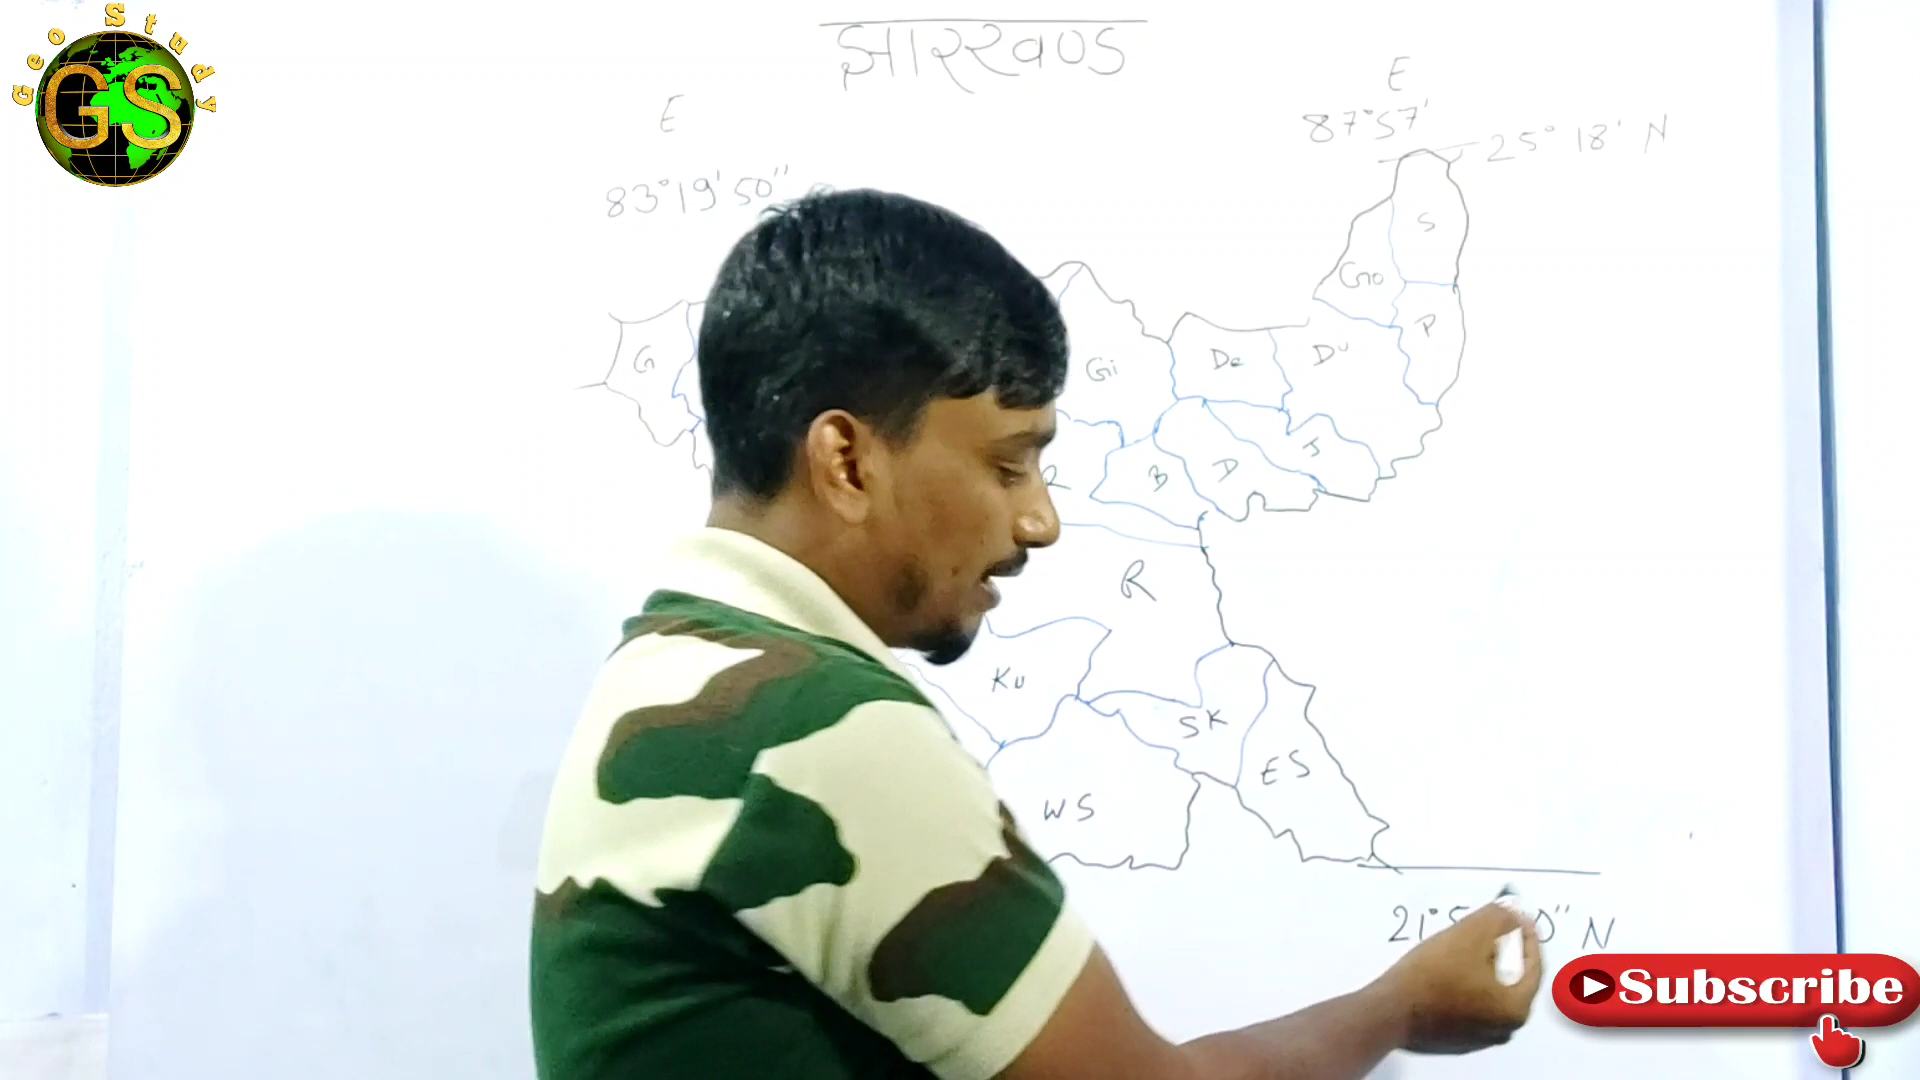 Geo Study
GS
झारखण्ड
E
E
87°57'
25° 18' N
83°19'50"
S
Go
P
G
Gi
De
Du
J
B
D
R
R
Ku
SK
ES
WS
N
Subscribe